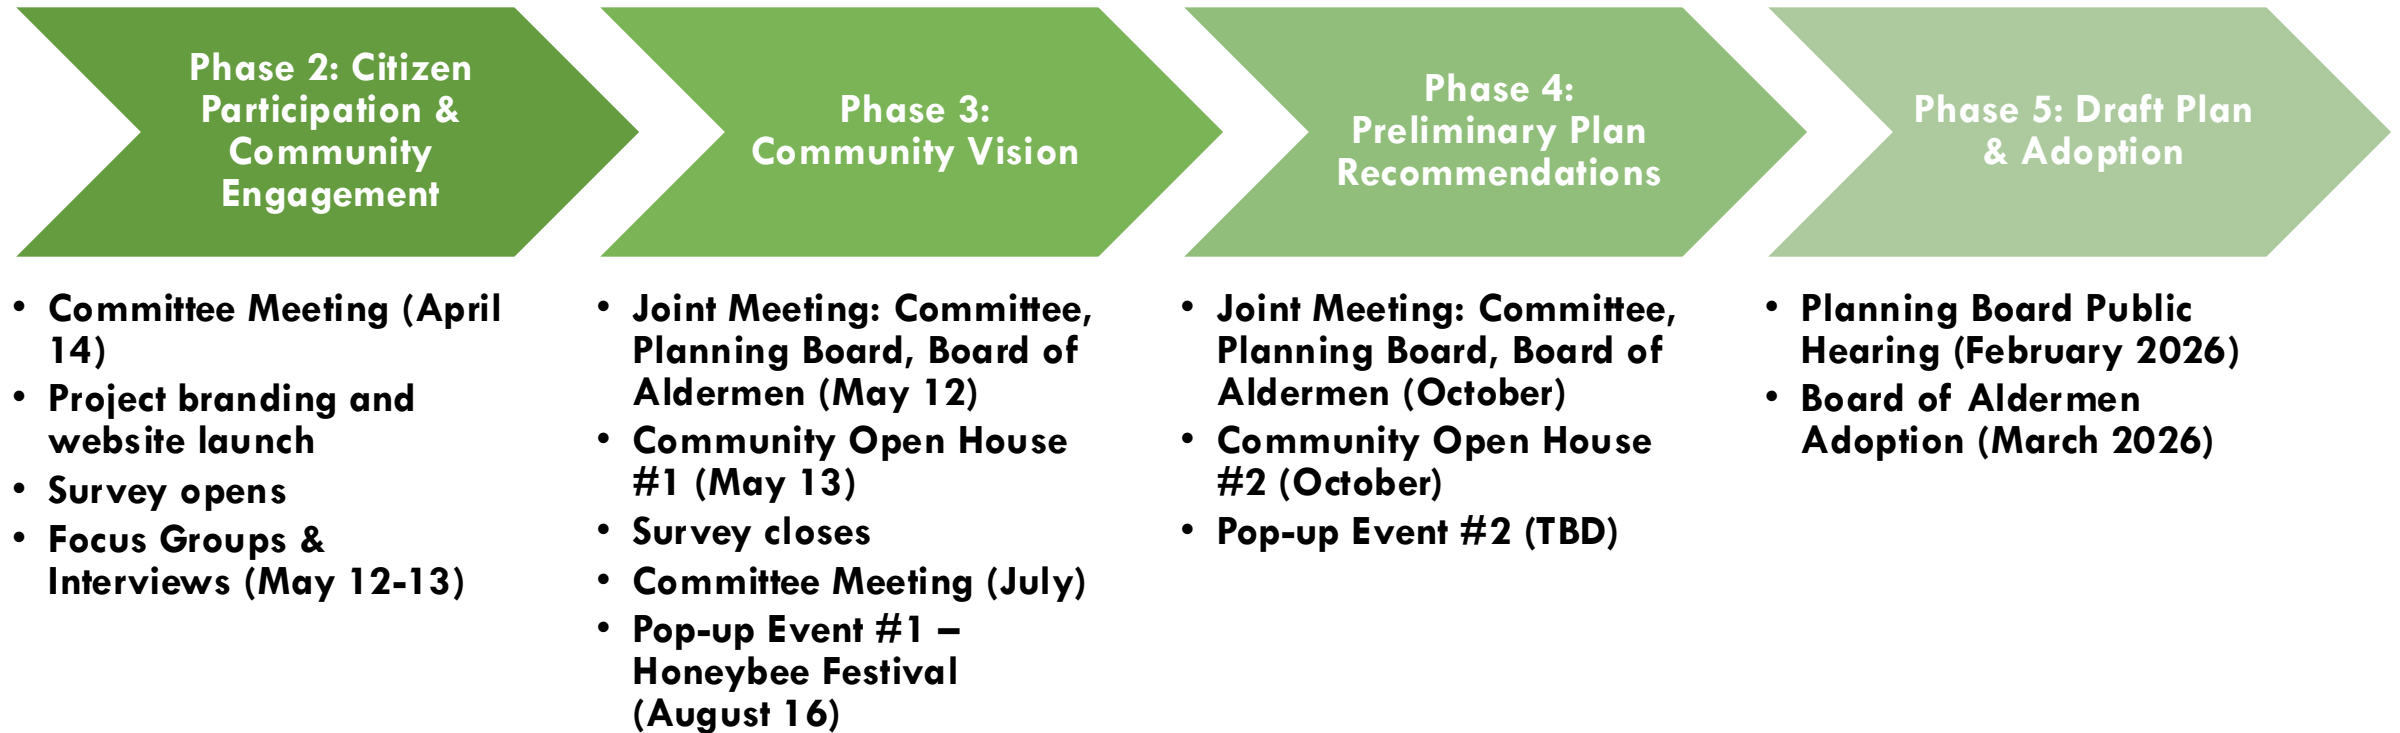 Phase 2: Citizen
Participation &
Community
Engagement
• Committee Meeting (April
14)
• Project branding and
website launch
• Survey opens
• Focus Groups &
Interviews (May 12-13)
Phase 3:
Community Vision
• Joint Meeting: Committee,
Planning Board, Board of
Aldermen (May 12)
• Community Open House
#1 (May 13)
• Survey closes
• Committee Meeting (July)
• Pop-up Event #1 –
Honeybee Festival
(August 16)
Phase 4:
Preliminary Plan
Recommendations
• Joint Meeting: Committee,
Planning Board, Board of
Aldermen (October)
• Community Open House
#2 (October)
• Pop-up Event #2 (TBD)
Phase 5: Draft Plan
& Adoption
• Planning Board Public
Hearing (February 2026)
• Board of Aldermen
Adoption (March 2026)